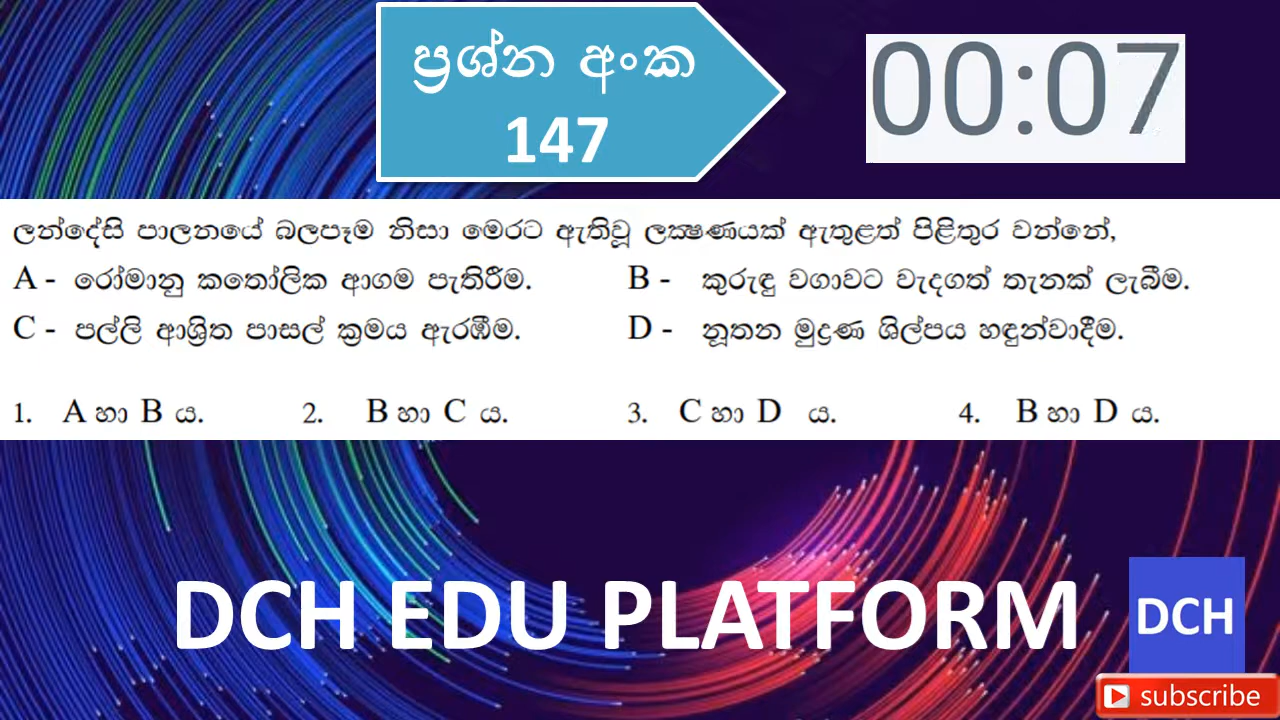 ප්‍රශ්න අංක
147
00:07
ලන්දේසි පාලනයේ බලපෑම නිසා මෙරට ඇතිවූ ලක්‍ෂණයක් ඇතුළත් පිළිතුර වන්නේ,
A - රෝමානු කතෝලික ආගම පැතිරීම. B - කුරුඳු වගාවට වැදගත් තැනක් ලැබීම.
C - පල්ලි ආශ්‍රිත පාසල් ක්‍රමය ඇරඹීම. D - නූතන මුද්‍රණ ශිල්පය හඳුන්වාදීම.
1. A හා B ය. 2. B හා C ය. 3. C හා D ය. 4. B හා D ය.
DCH EDU PLATFORM
DCH
subscribe